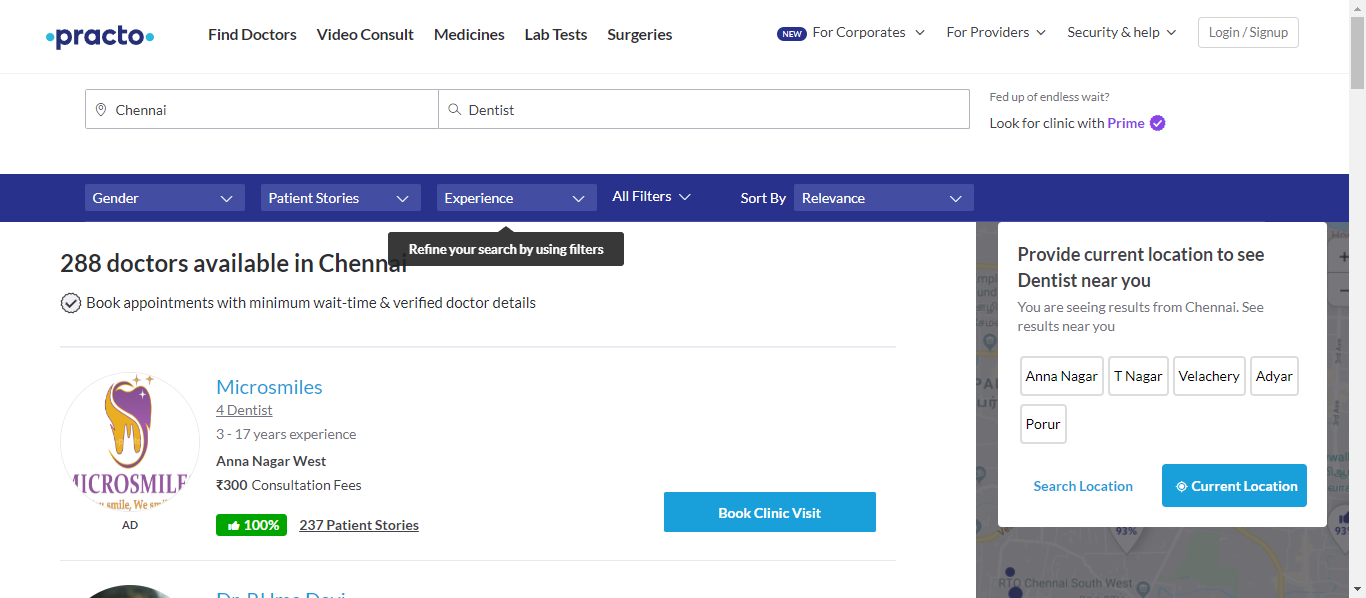 practo
Find Doctors Video Consult Medicines Lab Tests Surgeries
NEW For Corporates For Providers Security & help Login / Signup
Chennai
Dentist
Fed up of endless wait?
Look for clinic with Prime
Gender Patient Stories Experience All Filters Sort By Relevance
Refine your search by using filters
288 doctors available in Chennai
Book appointments with minimum wait-time & verified doctor details
Microsmiles
4 Dentist
3 - 17 years experience
Anna Nagar West
₹300 Consultation Fees
100% 237 Patient Stories
Book Clinic Visit
MICROSMILE
AD
Provide current location to see
Dentist near you
You are seeing results from Chennai. See
results near you
Anna Nagar T Nagar Velachery Adyar
Porur
Search Location Current Location
93%
RTO Chennai South West
3rd Ave